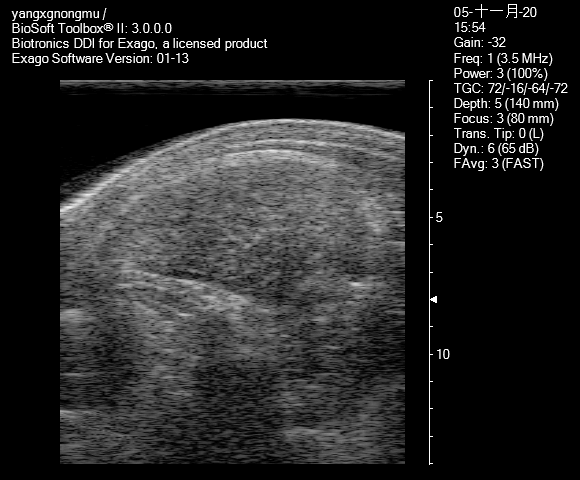 yangxgnongmu /
BioSoft Toolbox® II: 3.0.0.0
Biotronics DDI for Exago, a licensed product
Exago Software Version: 01-13
05-十一月-20
15:54
Gain: -32
Freq: 1 (3.5 MHz)
Power: 3 (100%)
TGC: 72/-16/-64/-72
Depth: 5 (140 mm)
Focus: 3 (80 mm)
Trans. Tip: 0 (L)
Dyn.: 6 (65 dB)
FAvg: 3 (FAST)
5
10